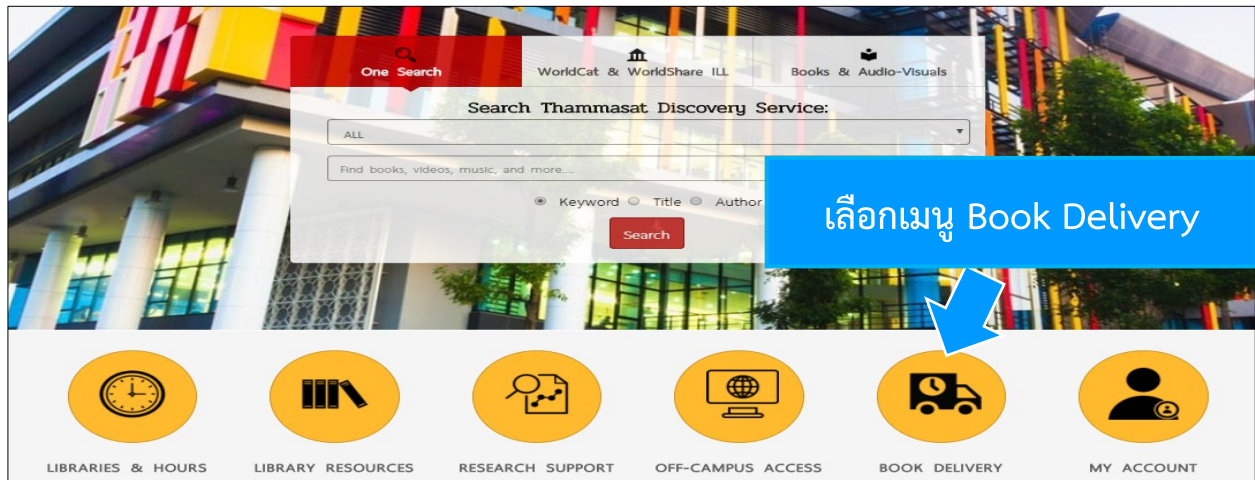 One Search
WorldCat & WorldShare ILL
Books & Audio-Visuals
Search Thammasat Discovery Service:
ALL
Find books, videos, music, and more....
Keyword Title Author
Search
เลือกเมนู Book Delivery
LIBRARIES & HOURS
LIBRARY RESOURCES
RESEARCH SUPPORT
OFF-CAMPUS ACCESS
BOOK DELIVERY
MY ACCOUNT